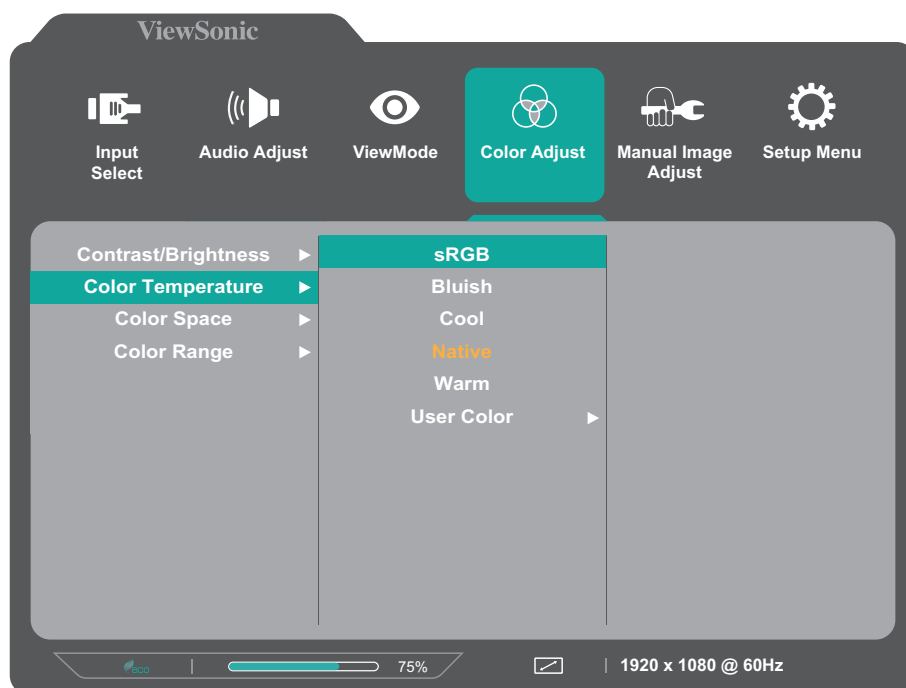 ViewSonic
Input Select
Audio Adjust
ViewMode
Color Adjust
Manual Image Adjust
Setup Menu
Contrast/Brightness
Color Temperature
Color Space
Color Range
sRGB
Bluish
Cool
Native
Warm
User Color
eco
75%
1920 x 1080 @ 60Hz